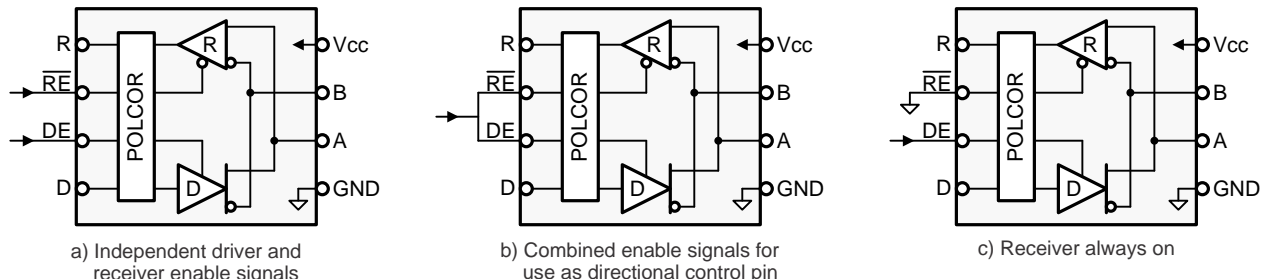 R
RE
DE
D
POLCOR
R
D
Vcc
B
A
GND
a) Independent driver and
receiver enable signals
R
RE
DE
D
POLCOR
R
D
Vcc
B
A
GND
b) Combined enable signals for
use as directional control pin
R
RE
DE
D
POLCOR
R
D
Vcc
B
A
GND
c) Receiver always on